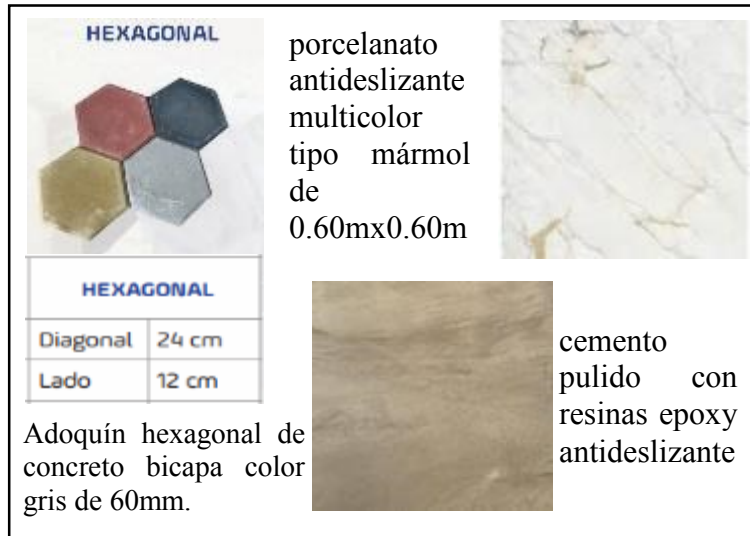 HEXAGONAL
porcelanato
antideslizante
multicolor
tipo mármol
de
0.60mx0.60m
HEXAGONAL
Diagonal 24 cm
Lado 12 cm
Adoquín hexagonal de
concreto bicapa color
gris de 60mm.
cemento
pulido con
resinas epoxy
antideslizante